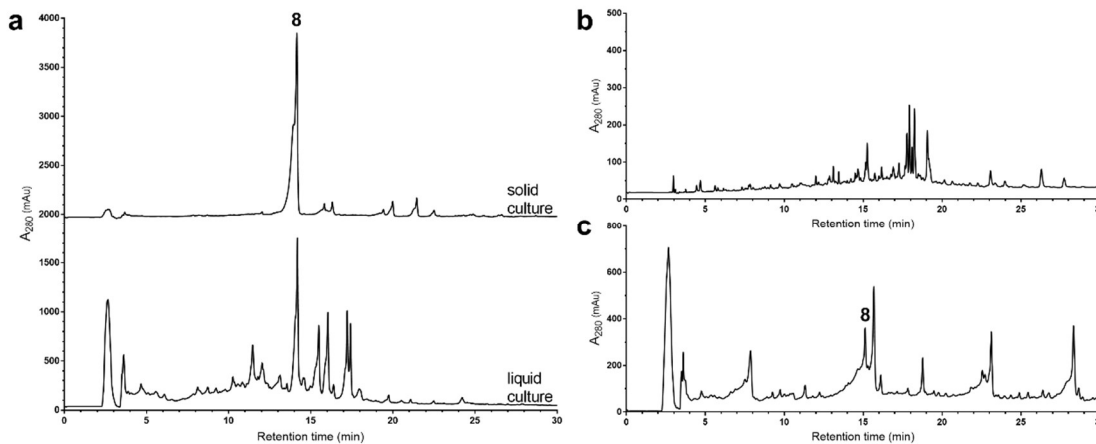 a
8
4000
3500
3000
2500
2000
1500
1000
500
0
A280 (mAu)
solid
culture
liquid
culture
0 5 10 15 20 25 30
Retention time (min)
b
500
400
300
200
100
0
A280 (mAu)
0 5 10 15 20 25 30
Retention time (min)
c
8
800
600
400
200
0
A280 (mAu)
0 5 10 15 20 25 30
Retention time (min)